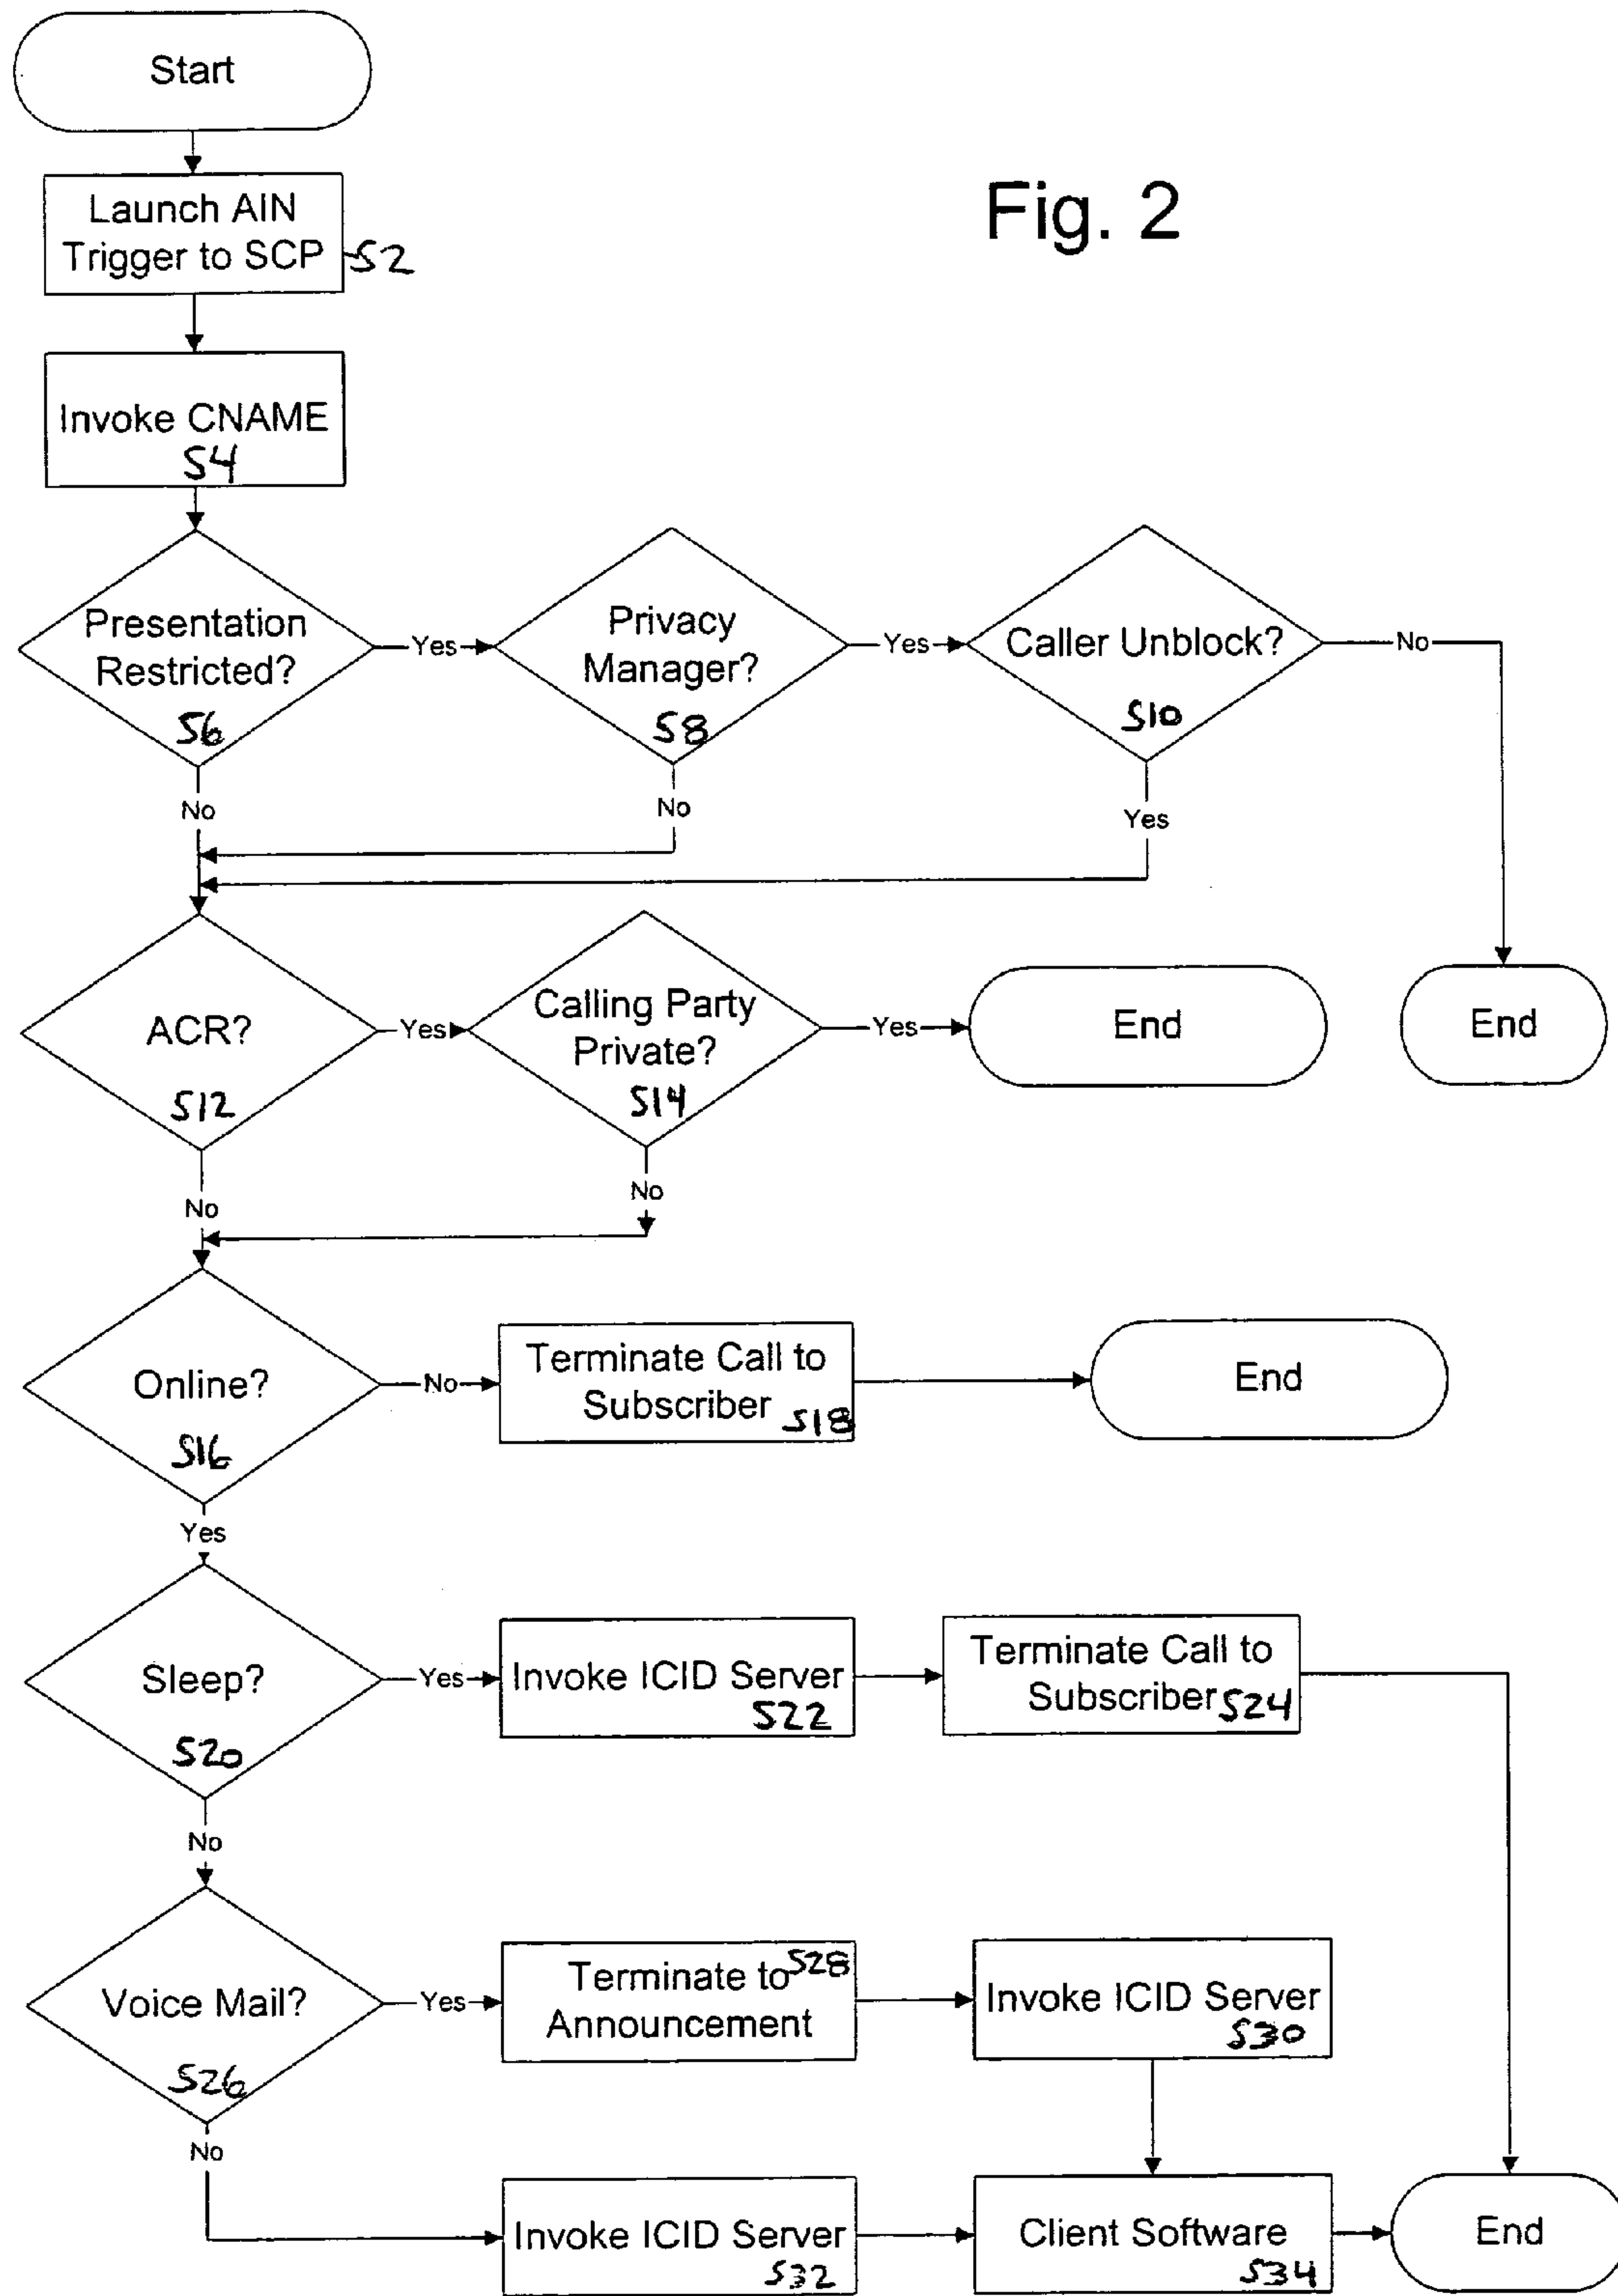 Start
Fig. 2
Launch AIN
Trigger to SCP
S2
Invoke CNAME
S4
Presentation
Restricted?
S6
Yes
Privacy
Manager?
S8
Yes
Caller Unblock?
S10
No
No
No
Yes
ACR?
S12
Yes
Calling Party
Private?
S14
Yes
End
End
No
No
Online?
S16
No
Terminate Call to
Subscriber
S18
End
Yes
Sleep?
S20
Yes
Invoke ICID Server
S22
Terminate Call to
Subscriber
S24
No
Voice Mail?
S26
Yes
Terminate to
Announcement
S28
Invoke ICID Server
S30
No
Invoke ICID Server
S32
Client Software
S34
End